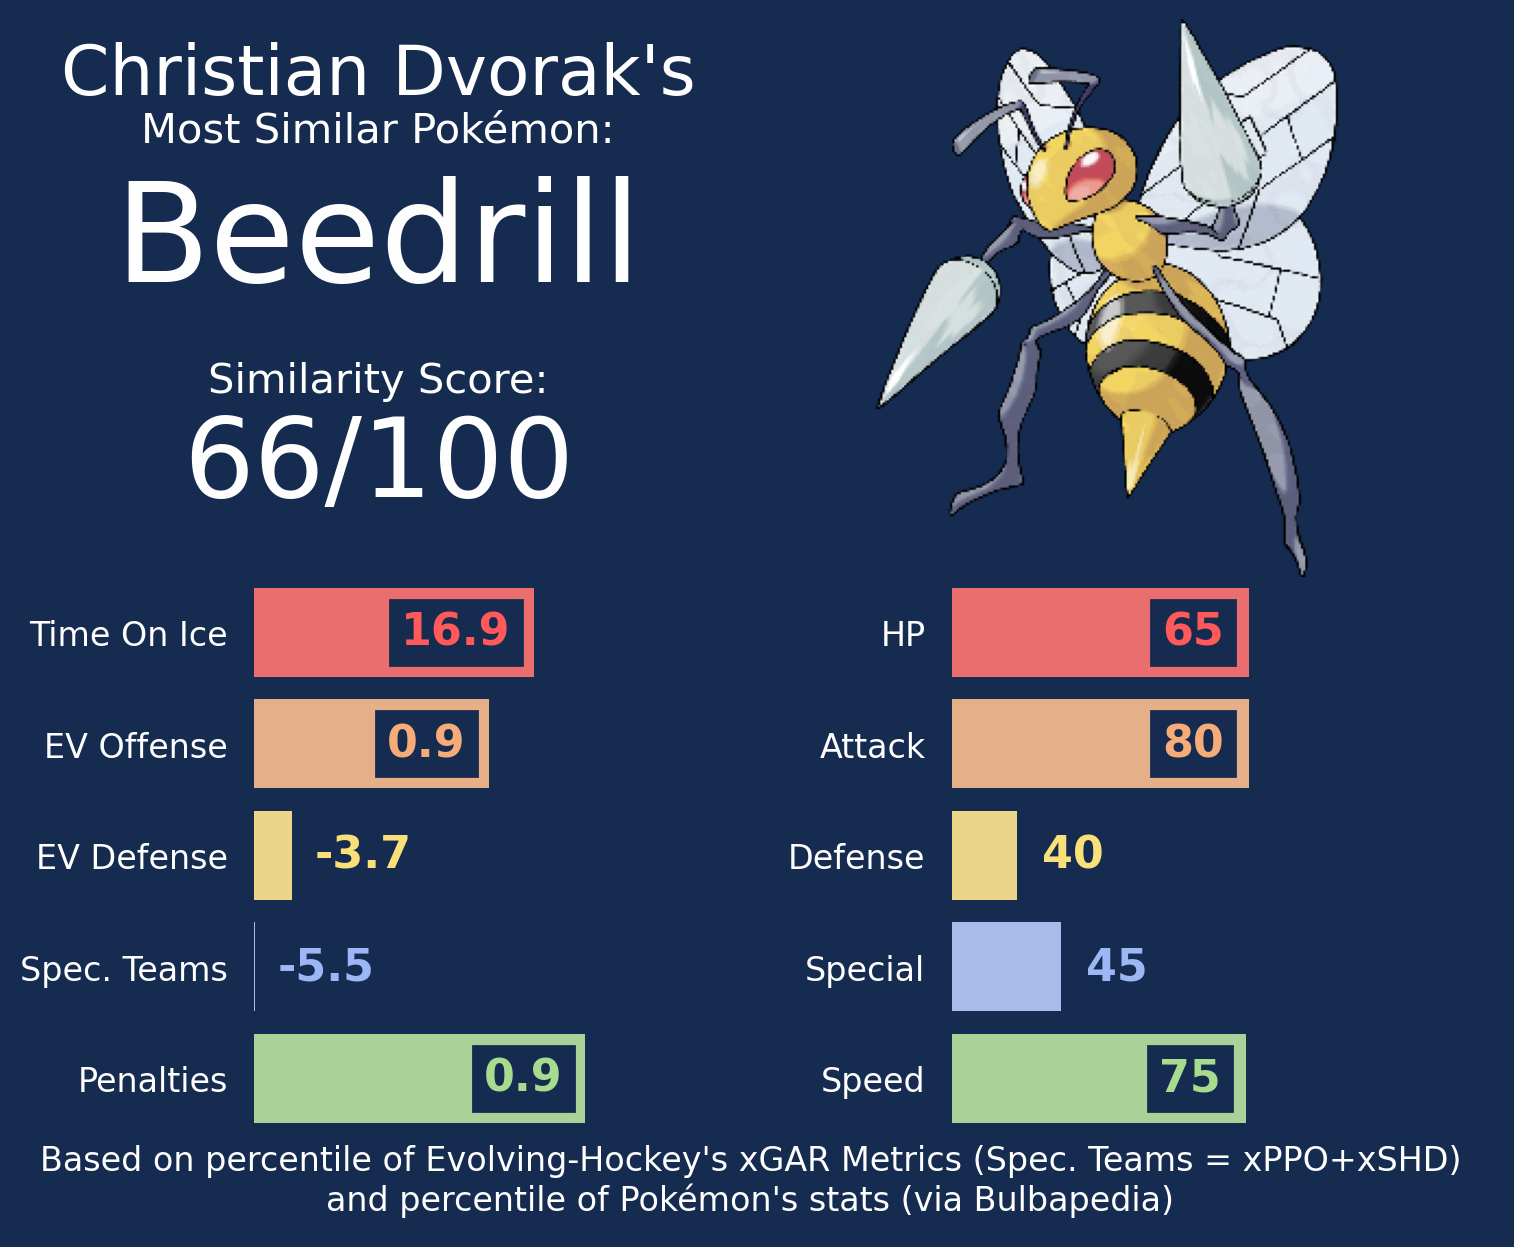 Christian Dvorak's
Most Similar Pokémon:
Beedrill
Similarity Score:
66/100
Time On Ice 16.9
EV Offense 0.9
EV Defense -3.7
Spec. Teams -5.5
Penalties 0.9
HP 65
Attack 80
Defense 40
Special 45
Speed 75
Based on percentile of Evolving-Hockey's xGAR Metrics (Spec. Teams = xPPO+xSHD)
and percentile of Pokémon's stats (via Bulbapedia)